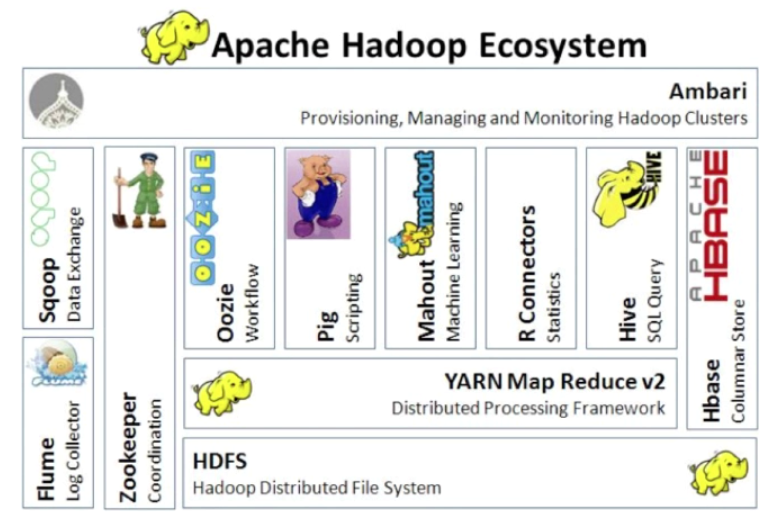 Apache Hadoop Ecosystem
Ambari
Provisioning, Managing and Monitoring Hadoop Clusters
sqoop
Sqoop
Data Exchange
flume
Flume
Log Collector
Zookeeper
Coordination
OOZIE
Oozie
Workflow
Pig
Scripting
mahout
Mahout
Machine Learning
R Connectors
Statistics
HIVE
Hive
SQL Query
APACHE
HBASE
Hbase
Columnar Store
YARN Map Reduce v2
Distributed Processing Framework
HDFS
Hadoop Distributed File System